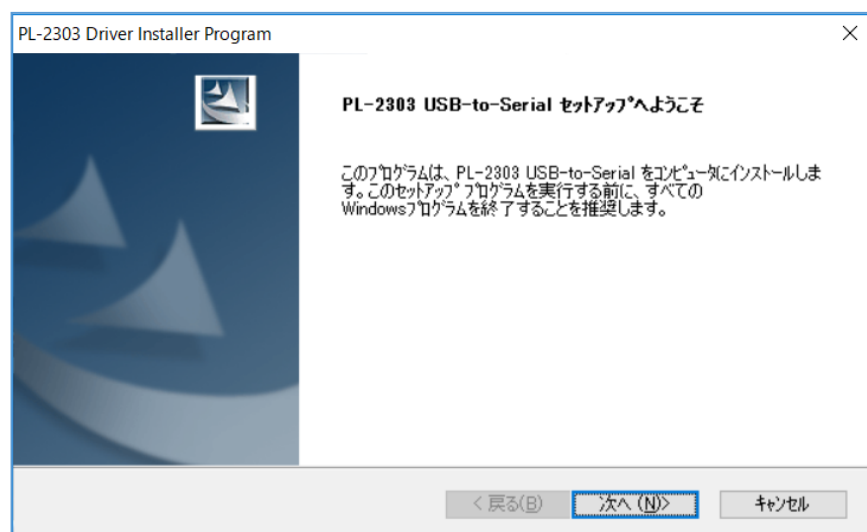 PL-2303 Driver Installer Program
PL-2303 USB-to-Serial ｾｯﾄｱｯﾌﾟへようこそ
このﾌﾟﾛｸﾞﾗﾑは、PL-2303 USB-to-Serial をｺﾝﾋﾟｭｰﾀにインストールしま
す。このｾｯﾄｱｯﾌﾟ ﾌﾟﾛｸﾞﾗﾑを実行する前に、すべての
Windowsﾌﾟﾛｸﾞﾗﾑを終了することを推奨します。
< 戻る(B)
次へ (N)>
ｷｬﾝｾﾙ